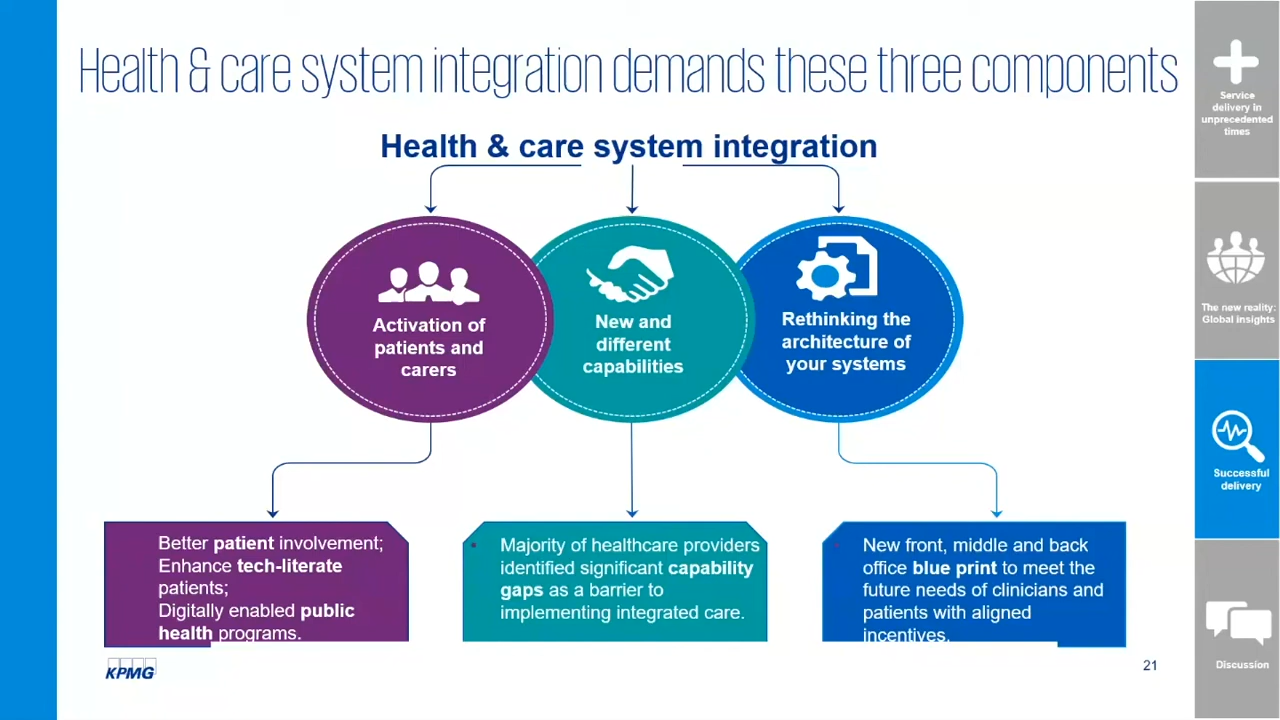 Health & care system integration demands these three components
Health & care system integration
Activation of
patients and
carers
New and
different
capabilities
Rethinking the
architecture of
your systems
Better patient involvement;
Enhance tech-literate
patients;
Digitally enabled public
health programs.
Majority of healthcare providers
identified significant capability
gaps as a barrier to
implementing integrated care.
New front, middle and back
office blue print to meet the
future needs of clinicians and
patients with aligned
incentives.
KPMG
21
Service
delivery in
unprecedented
times
The new reality:
Global insights
Successful
delivery
Discussion